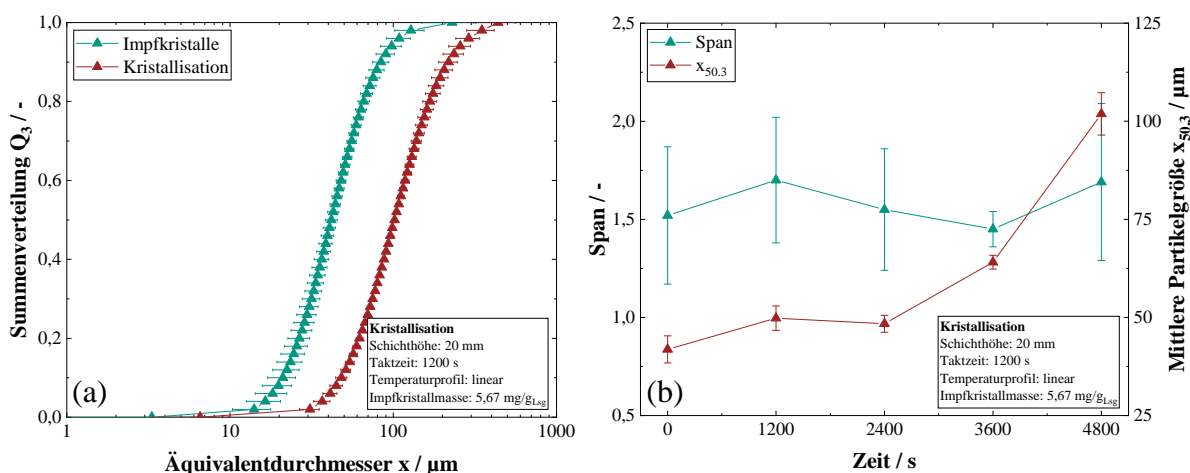 1,0
0,8
0,6
0,4
0,2
0,0
Summenverteilung Q3 / -
Impfkristalle
Kristallisation
(a)
Kristallisation
Schichthöhe: 20 mm
Taktzeit: 1200 s
Temperaturprofil: linear
Impfkristallmasse: 5,67 mg/gLsg
1 10 100 1000
Äquivalentdurchmesser x / µm
2,5
2,0
1,5
1,0
0,5
Span / -
Span
x50.3
(b)
Kristallisation
Schichthöhe: 20 mm
Taktzeit: 1200 s
Temperaturprofil: linear
Impfkristallmasse: 5,67 mg/gLsg
0 1200 2400 3600 4800
Zeit / s
125
100
75
50
25
Mittlere Partikelgröße x50.3 / µm